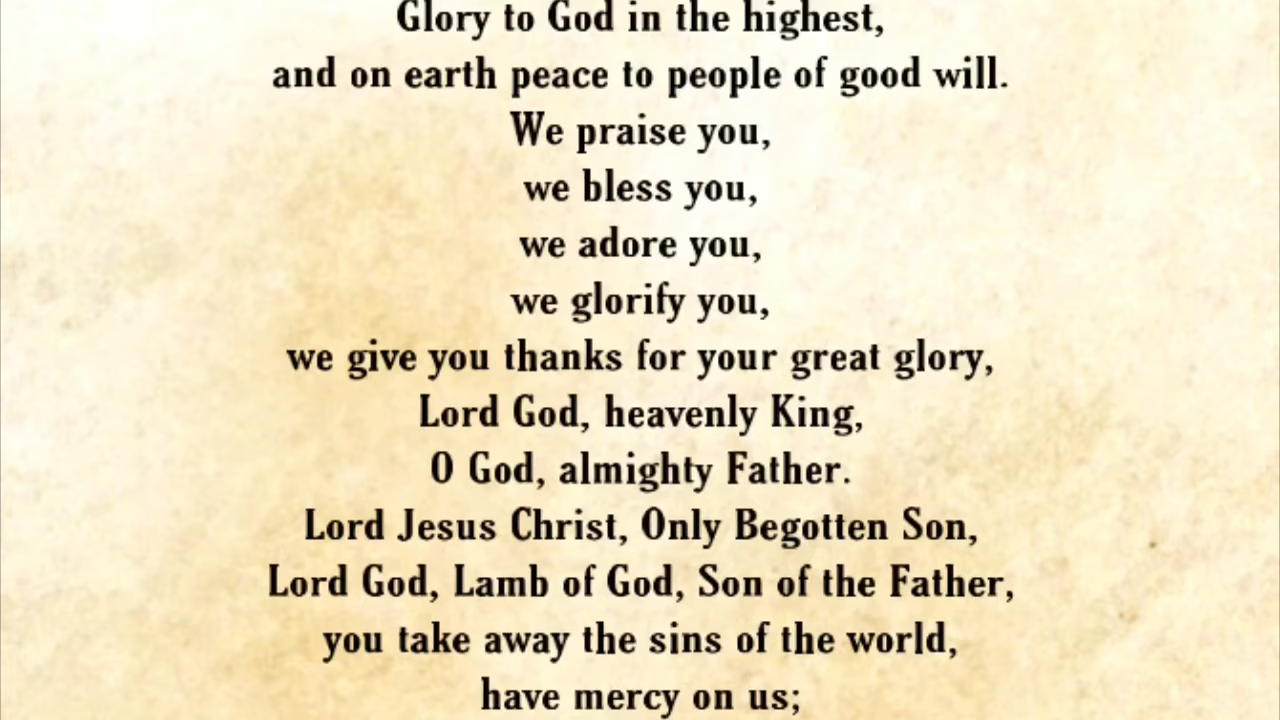 Glory to God in the highest,
and on earth peace to people of good will.
We praise you,
we bless you,
we adore you,
we glorify you,
we give you thanks for your great glory,
Lord God, heavenly King,
O God, almighty Father.
Lord Jesus Christ, Only Begotten Son,
Lord God, Lamb of God, Son of the Father,
you take away the sins of the world,
have mercy on us;